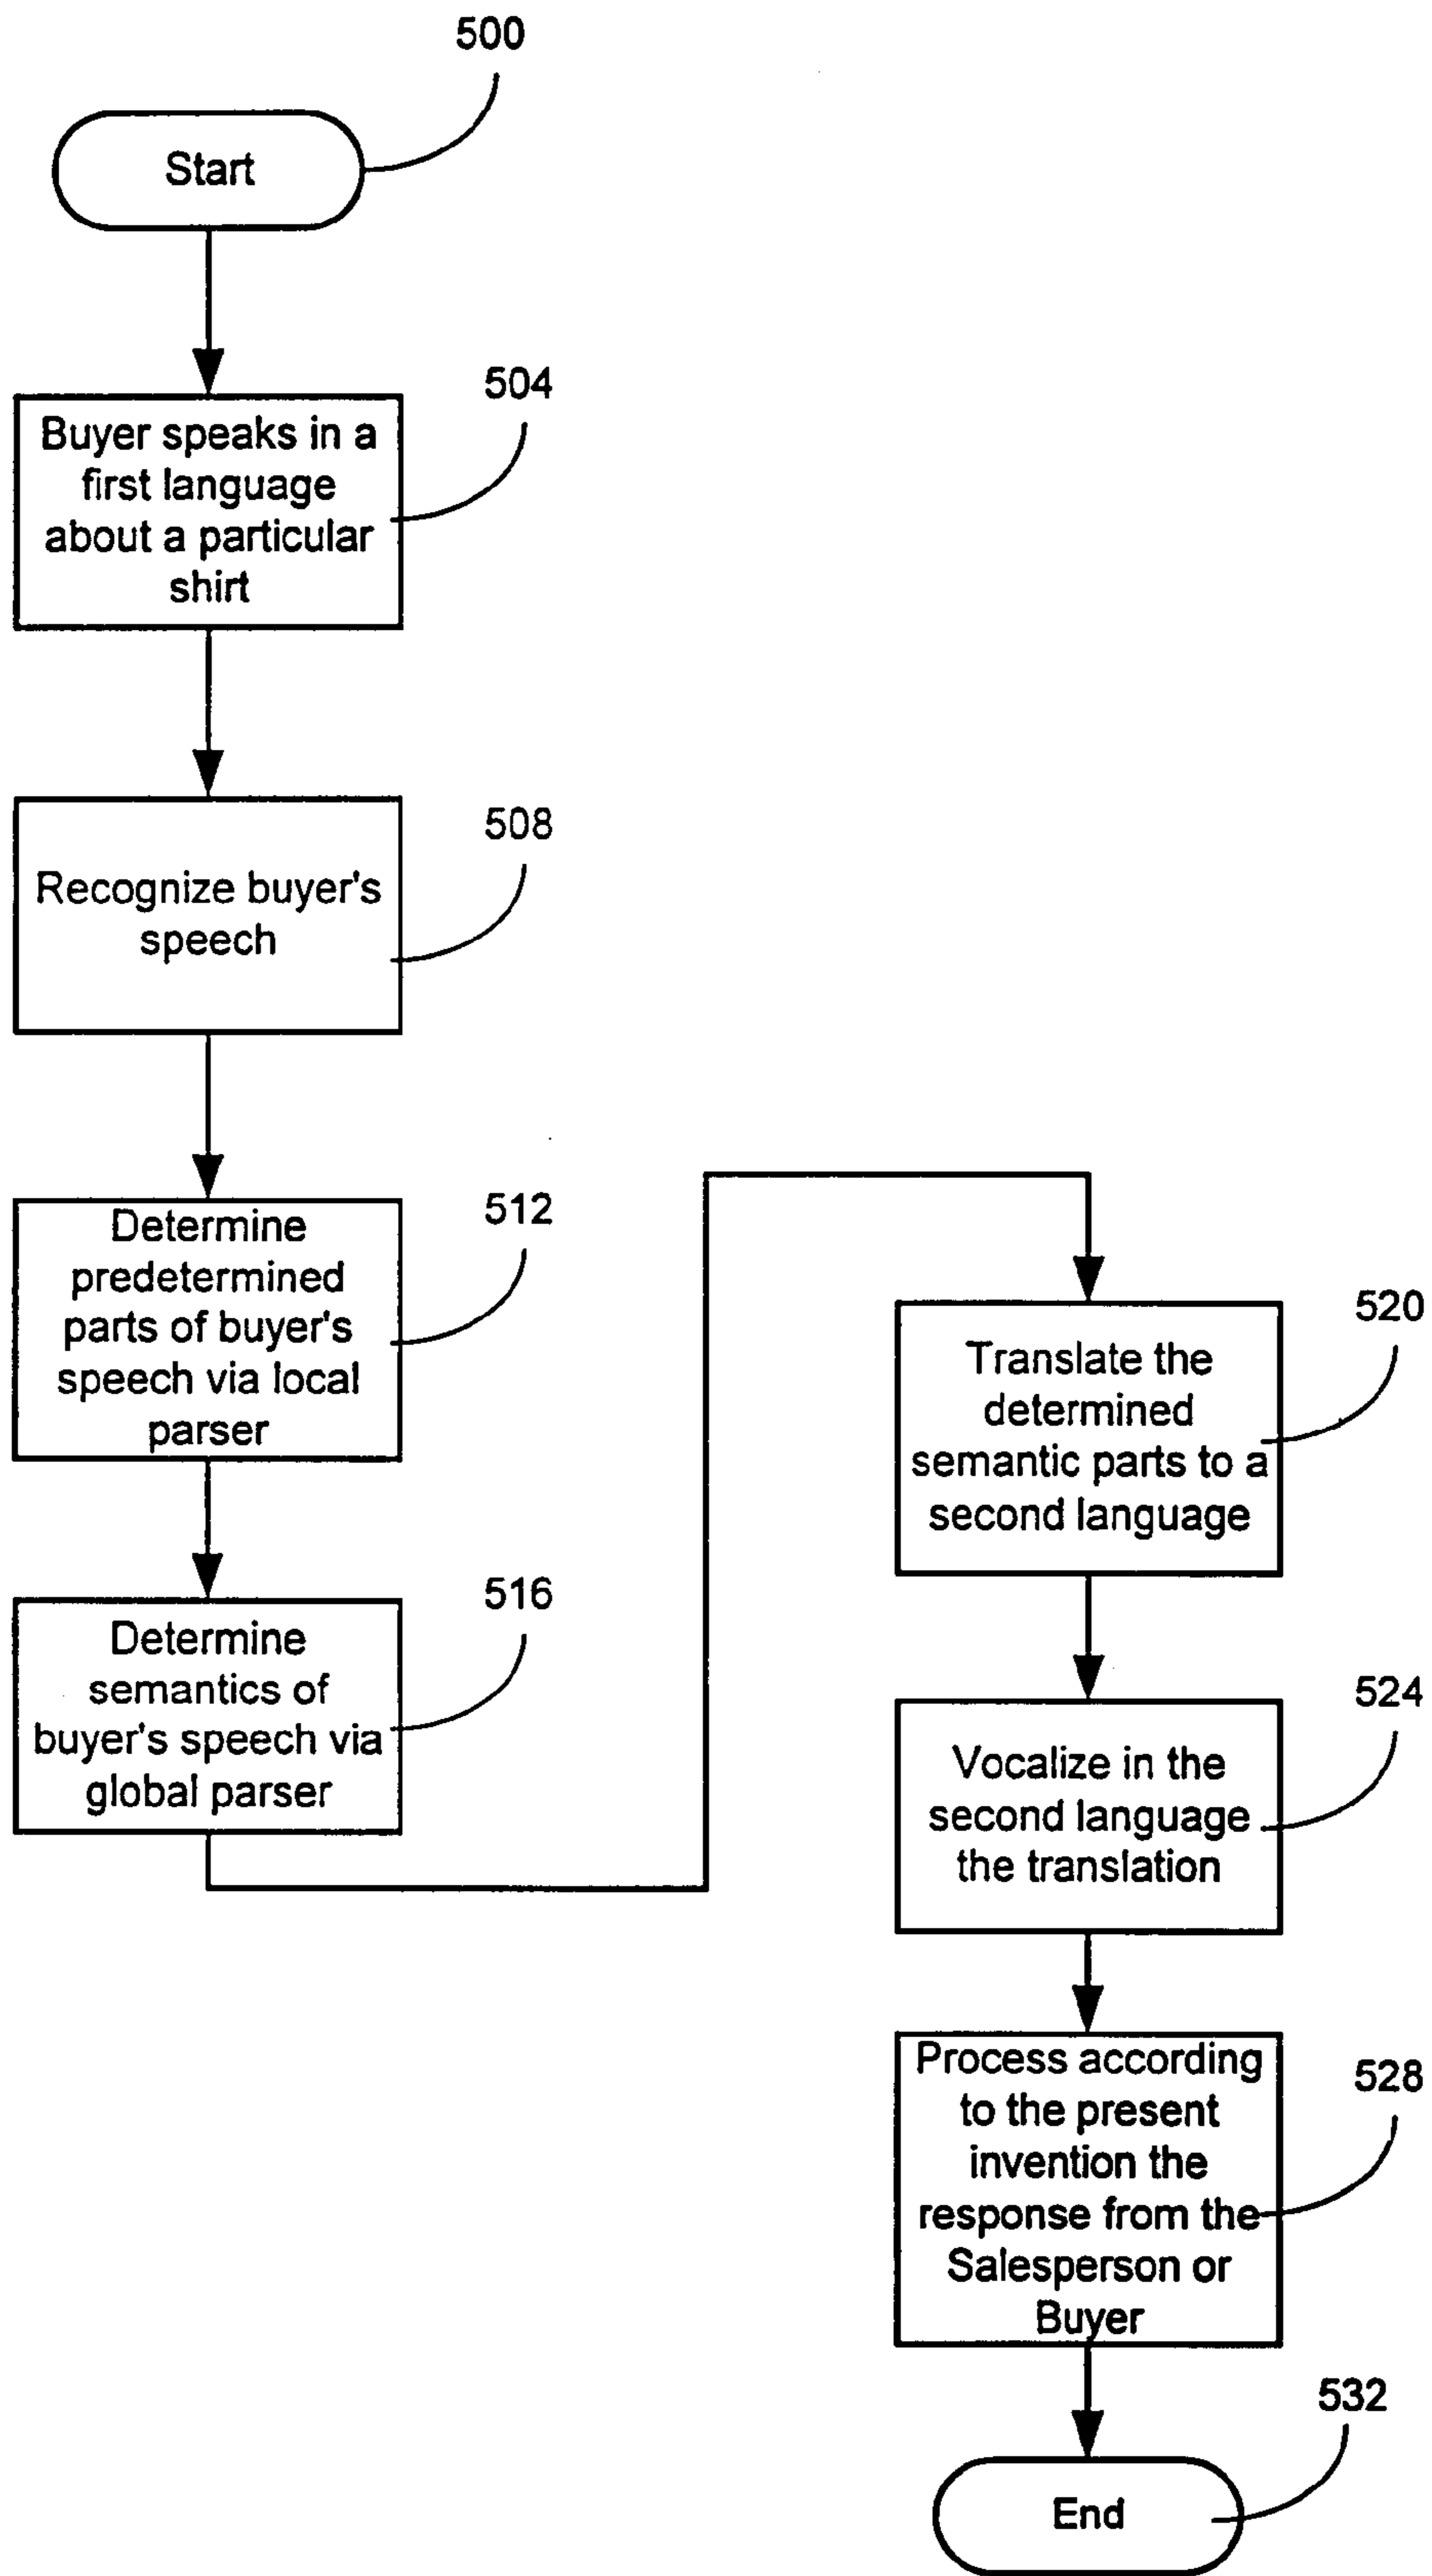 500
Start
504
Buyer speaks in a
first language
about a particular
shirt
508
Recognize buyer's
speech
512
Determine
predetermined
parts of buyer's
speech via local
parser
516
Determine
semantics of
buyer's speech via
global parser
520
Translate the
determined
semantic parts to a
second language
524
Vocalize in the
second language
the translation
528
Process according
to the present
invention the
response from the
Salesperson or
Buyer
532
End